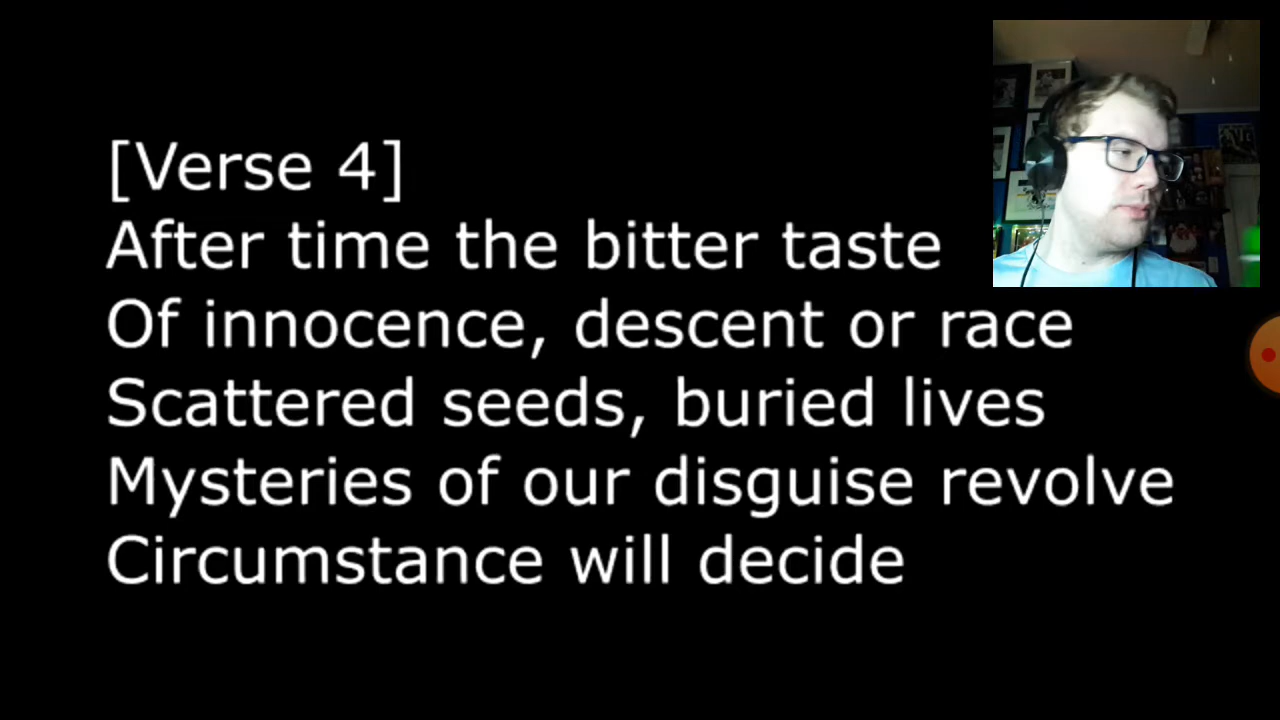 [Verse 4]
After time the bitter taste
Of innocence, descent or race
Scattered seeds, buried lives
Mysteries of our disguise revolve
Circumstance will decide